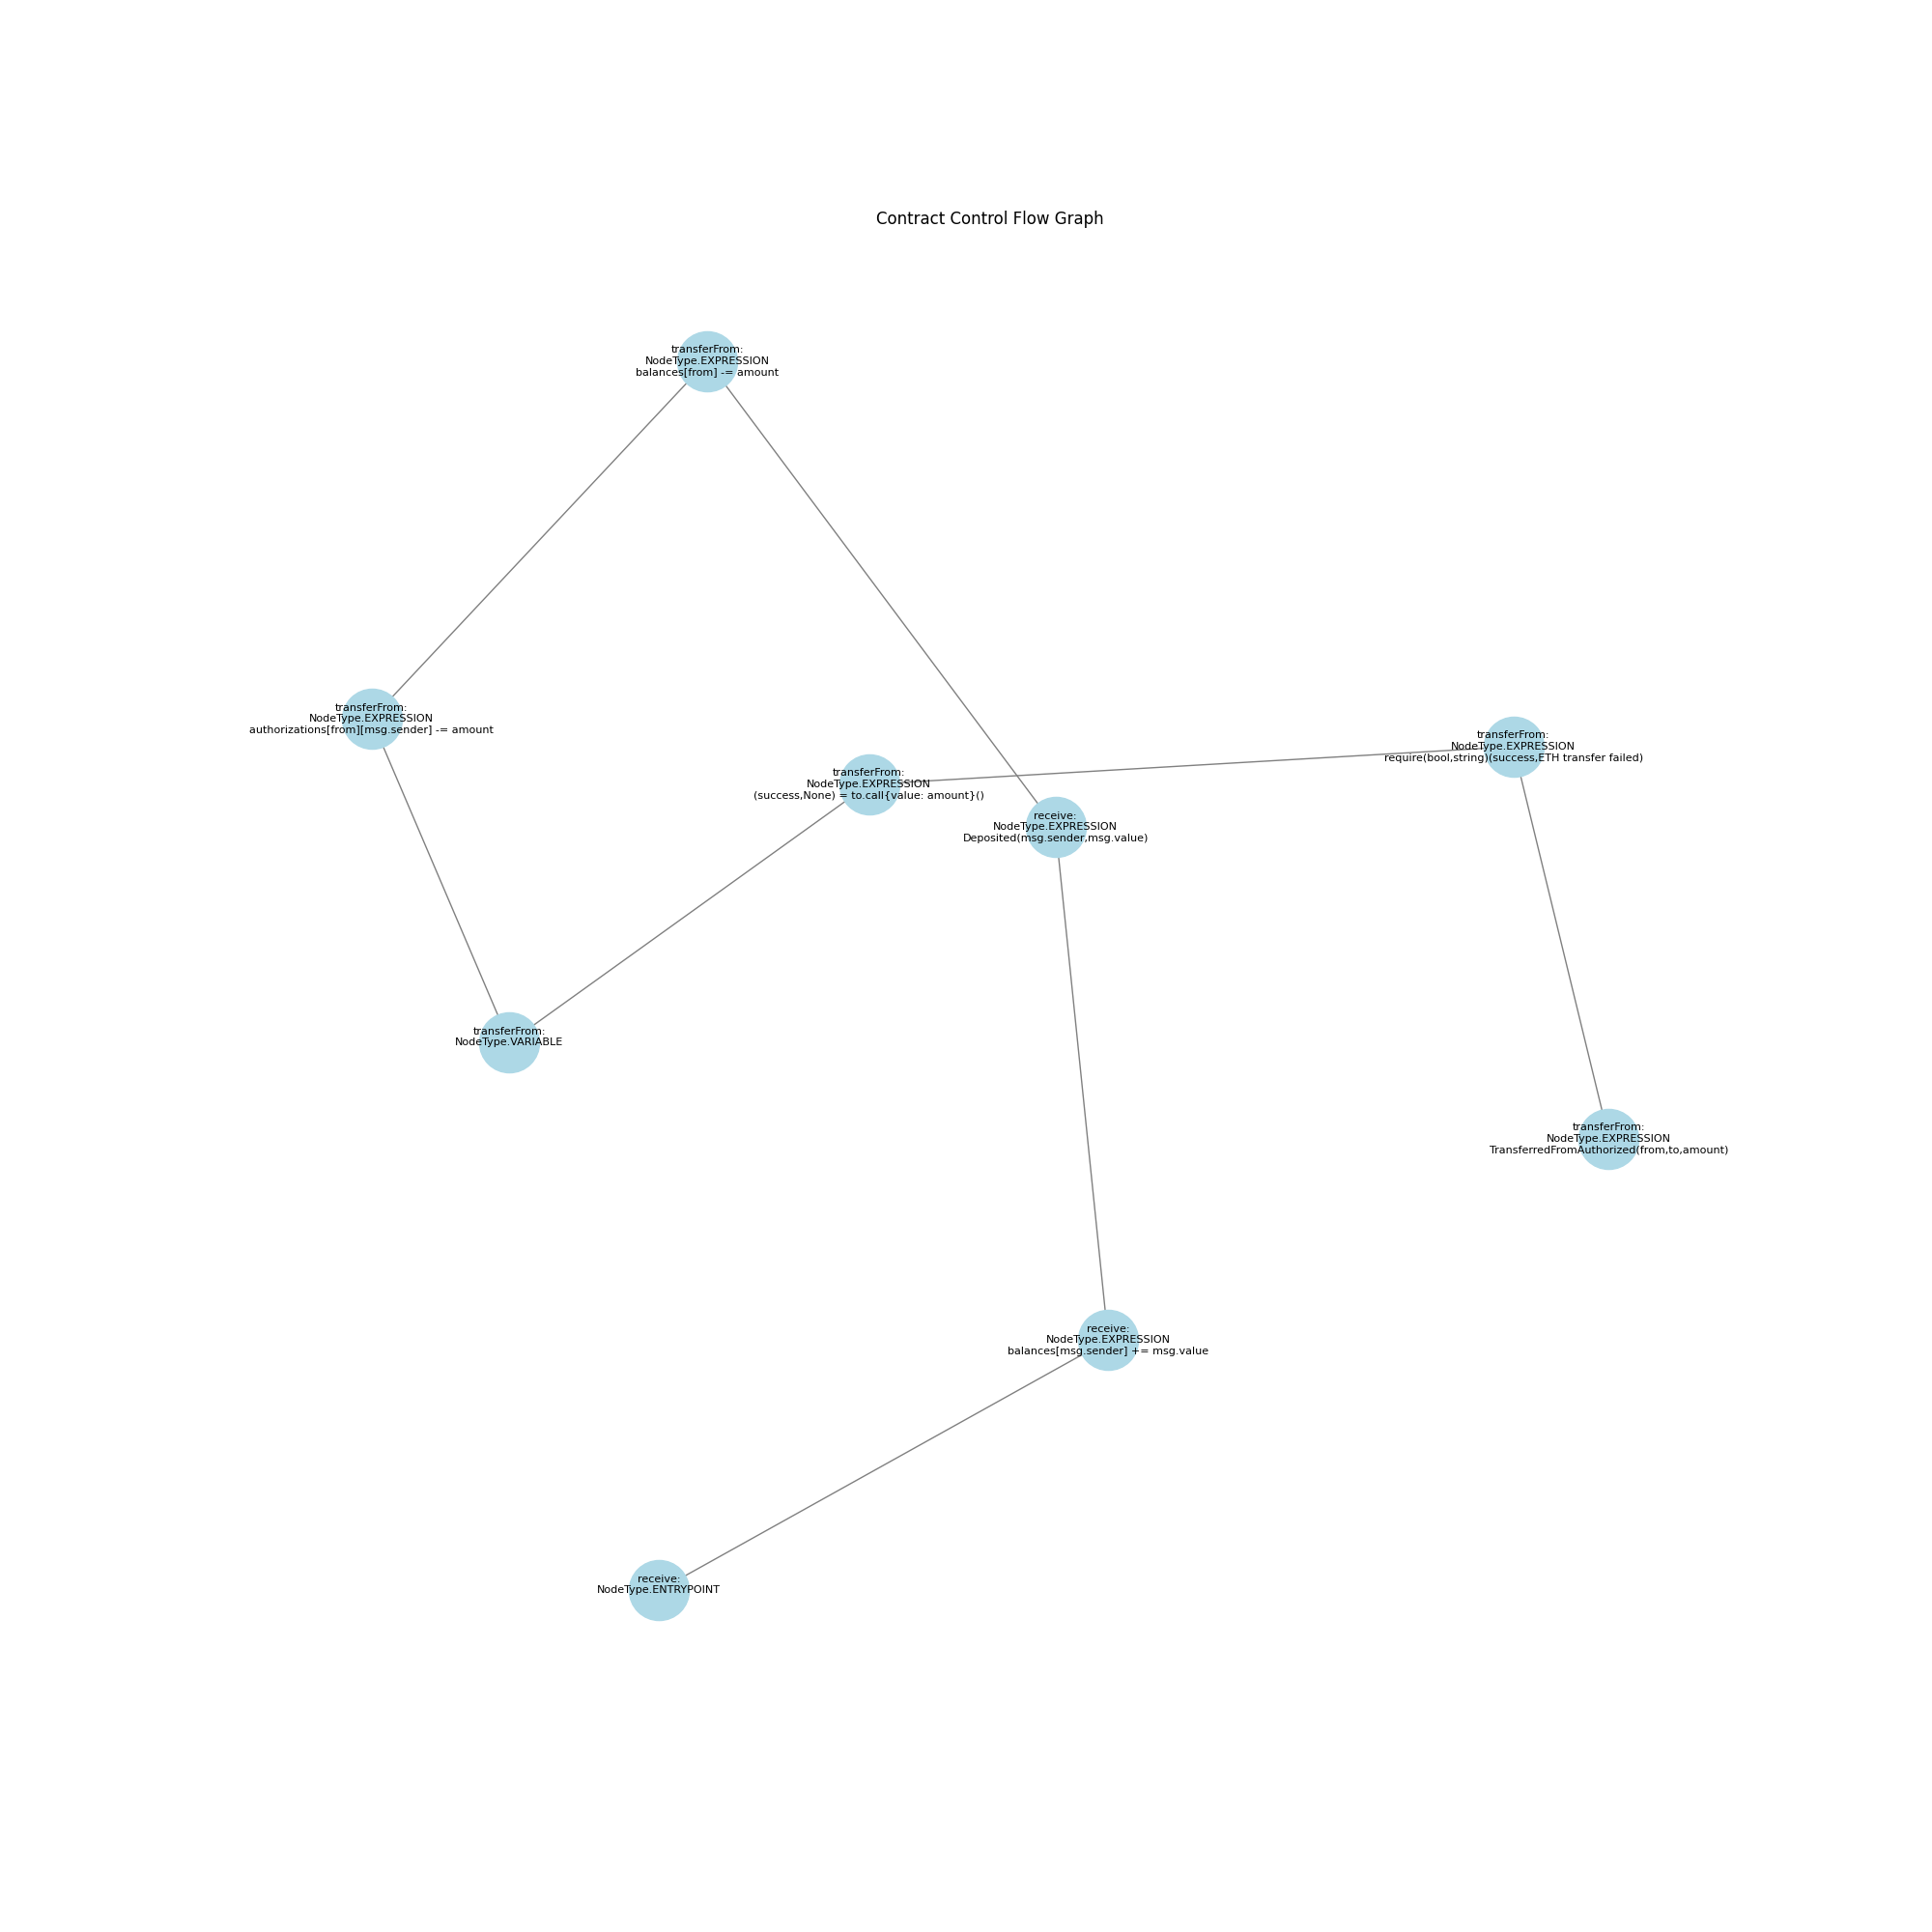 Contract Control Flow Graph
transferFrom:
NodeType.EXPRESSION
balances[from] -= amount
transferFrom:
NodeType.EXPRESSION
authorizations[from][msg.sender] -= amount
transferFrom:
NodeType.EXPRESSION
require(bool,string)(success,ETH transfer failed)
transferFrom:
NodeType.EXPRESSION
(success,None) = to.call{value: amount}()
receive:
NodeType.EXPRESSION
Deposited(msg.sender,msg.value)
transferFrom:
NodeType.VARIABLE
transferFrom:
NodeType.EXPRESSION
TransferredFromAuthorized(from,to,amount)
receive:
NodeType.EXPRESSION
balances[msg.sender] += msg.value
receive:
NodeType.ENTRYPOINT